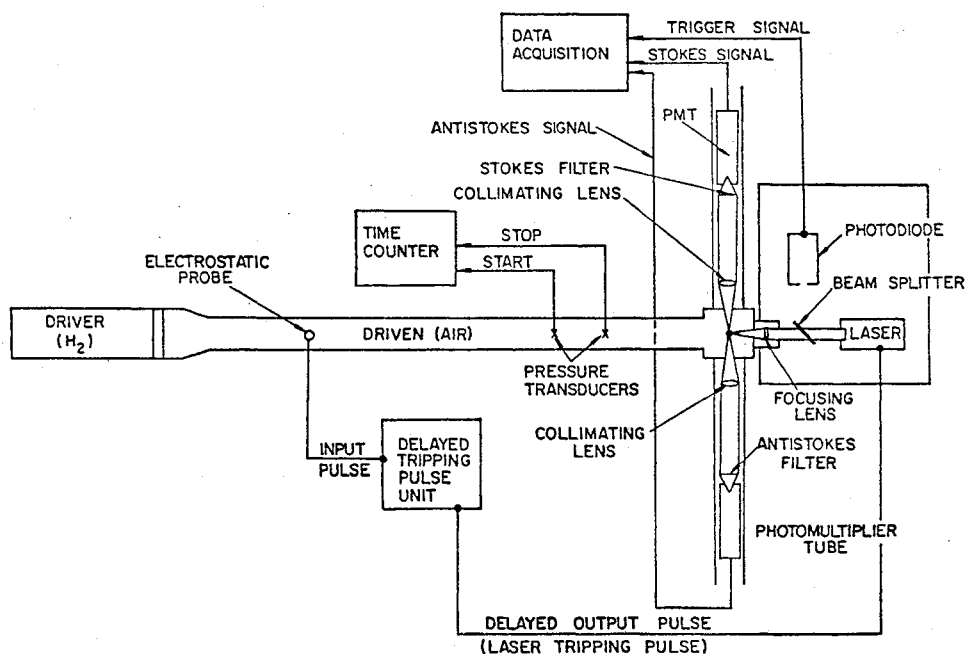 DATA
ACQUISITION
TRIGGER SIGNAL
STOKES SIGNAL
PMT
ANTISTOKES SIGNAL
STOKES FILTER
COLLIMATING LENS
PHOTODIODE
BEAM SPLITTER
TIME
COUNTER
STOP
START
ELECTROSTATIC
PROBE
DRIVER
(H2)
DRIVEN (AIR)
LASER
PRESSURE
TRANSDUCERS
FOCUSING
LENS
COLLIMATING
LENS
ANTISTOKES
FILTER
INPUT
PULSE
DELAYED
TRIPPING
PULSE
UNIT
PHOTOMULTIPLIER
TUBE
DELAYED OUTPUT PULSE
(LASER TRIPPING PULSE)